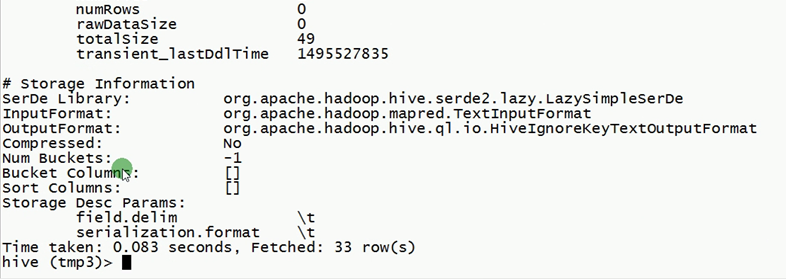 numRows 0
rawDataSize 0
totalSize 49
transient_lastDdlTime 1495527835
# Storage Information
SerDe Library: org.apache.hadoop.hive.serde2.lazy.LazySimpleSerDe
InputFormat: org.apache.hadoop.mapred.TextInputFormat
OutputFormat: org.apache.hadoop.hive.ql.io.HiveIgnoreKeyTextOutputFormat
Compressed: No
Num Buckets: -1
Bucket Columns: []
Sort Columns: []
Storage Desc Params:
field.delim \t
serialization.format \t
Time taken: 0.083 seconds, Fetched: 33 row(s)
hive (tmp3)>